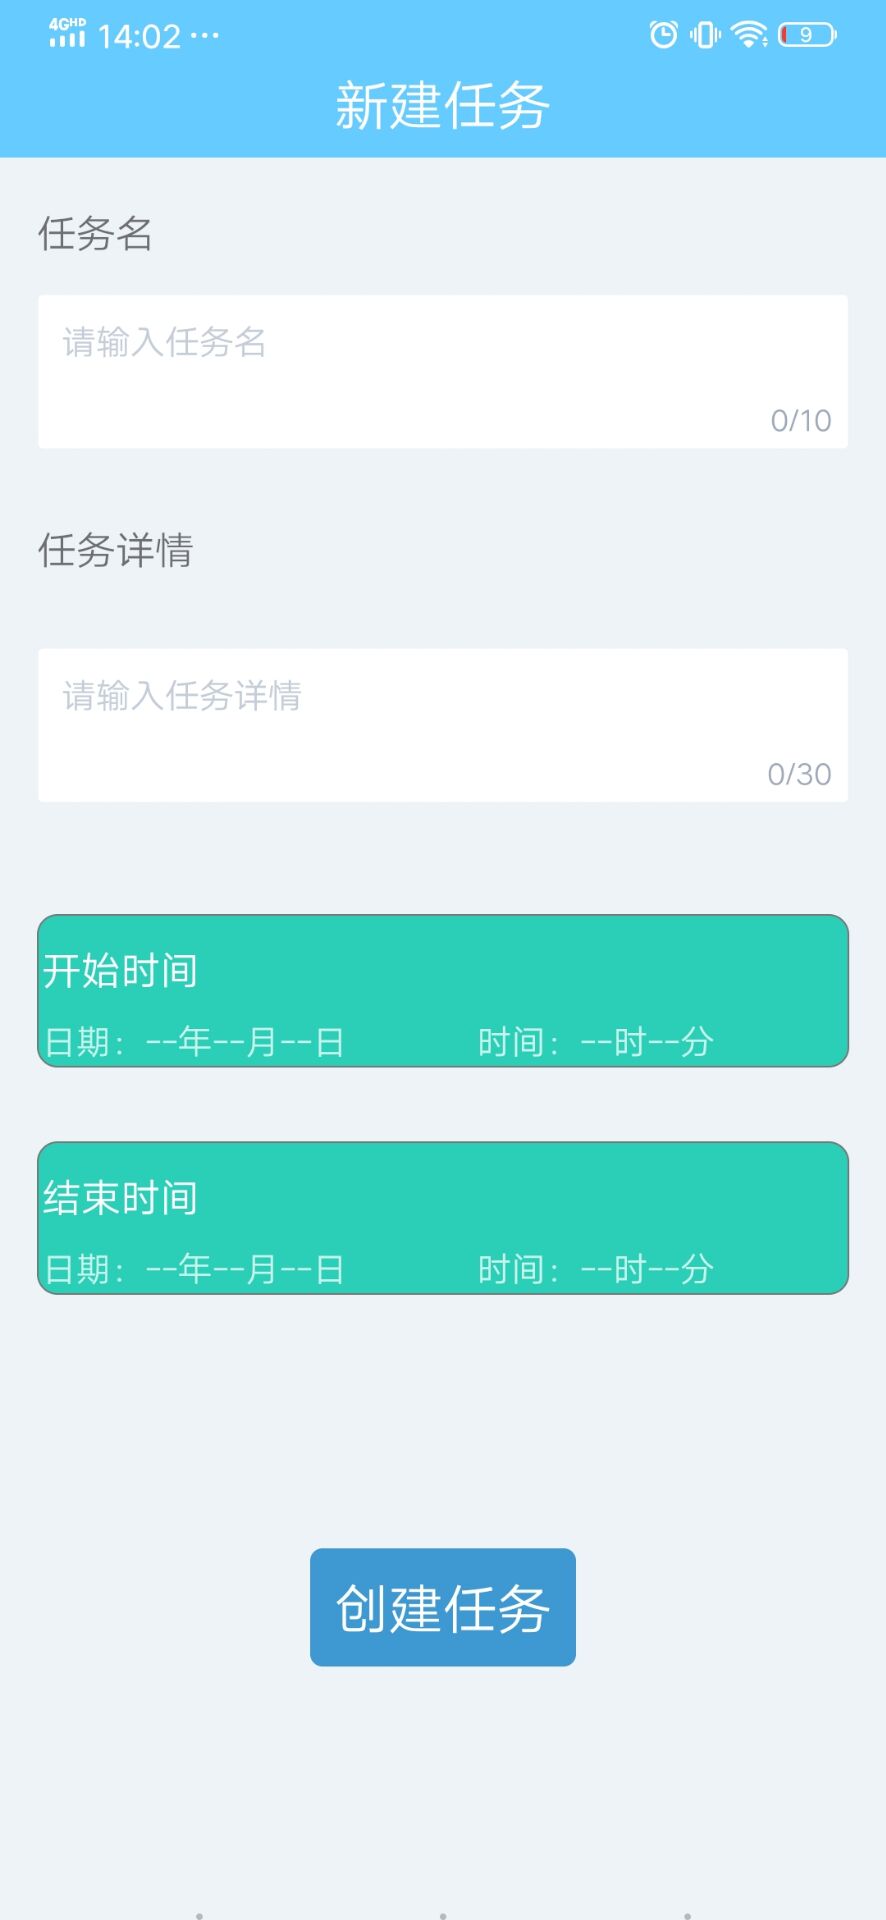 4G HD 14:02 ··· 9
新建任务
任务名
请输入任务名
0/10
任务详情
请输入任务详情
0/30
开始时间
日期：--年--月--日 时间：--时--分
结束时间
日期：--年--月--日 时间：--时--分
创建任务